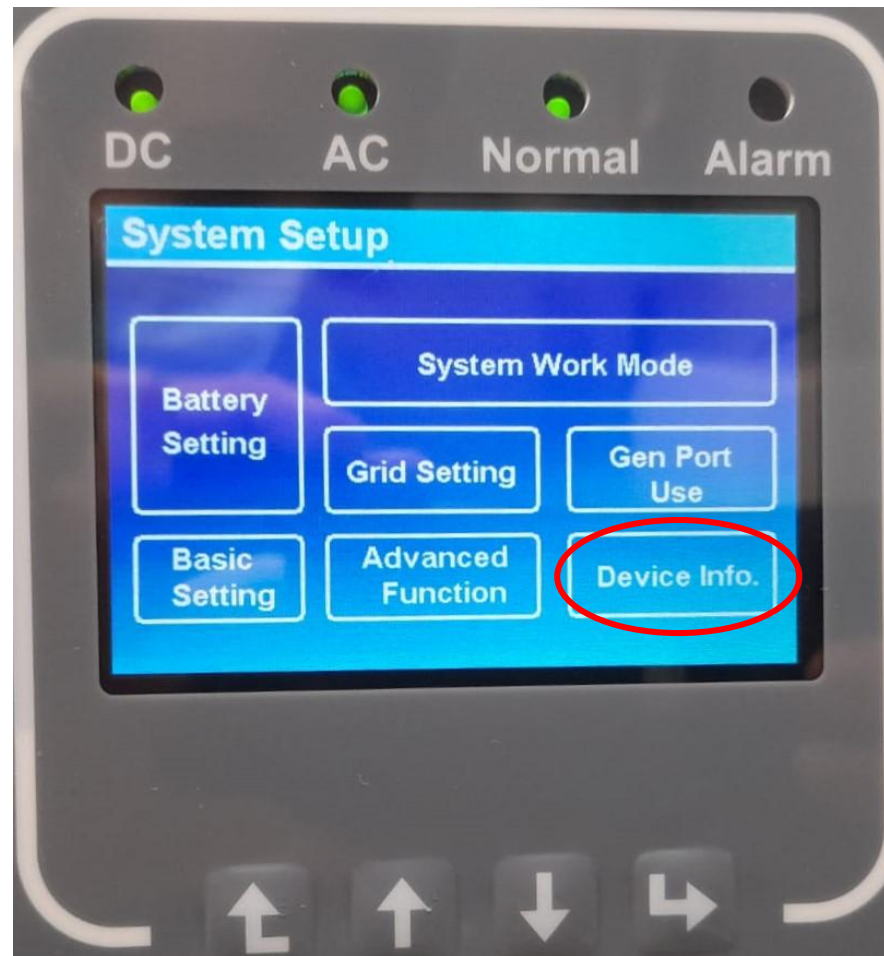 DC AC Normal Alarm
System Setup
System Work Mode
Battery
Setting
Grid Setting
Gen Port
Use
Basic
Setting
Advanced
Function
Device Info.